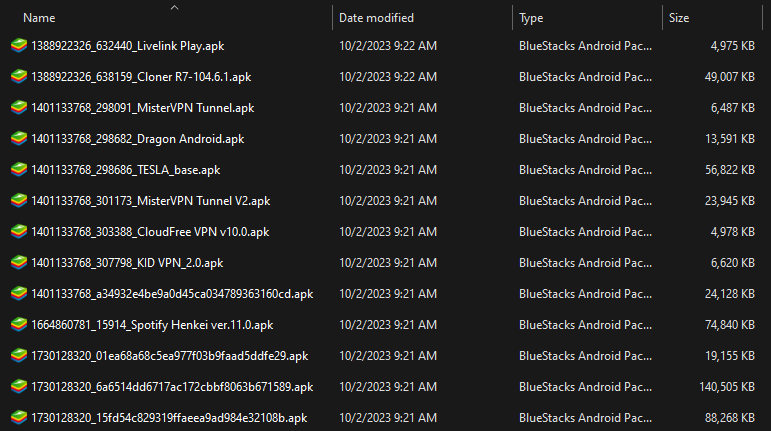 Name Date modified Type Size
1388922326_632440_Livelink Play.apk 10/2/2023 9:22 AM BlueStacks Android Pac... 4,975 KB
1388922326_638159_Cloner R7-104.6.1.apk 10/2/2023 9:22 AM BlueStacks Android Pac... 49,007 KB
1401133768_298091_MisterVPN Tunnel.apk 10/2/2023 9:21 AM BlueStacks Android Pac... 6,487 KB
1401133768_298682_Dragon Android.apk 10/2/2023 9:21 AM BlueStacks Android Pac... 13,591 KB
1401133768_298686_TESLA_base.apk 10/2/2023 9:21 AM BlueStacks Android Pac... 56,822 KB
1401133768_301173_MisterVPN Tunnel V2.apk 10/2/2023 9:21 AM BlueStacks Android Pac... 23,945 KB
1401133768_303388_CloudFree VPN v10.0.apk 10/2/2023 9:21 AM BlueStacks Android Pac... 4,978 KB
1401133768_307798_KID VPN_2.0.apk 10/2/2023 9:21 AM BlueStacks Android Pac... 6,620 KB
1401133768_a34932e4be9a0d45ca034789363160cd.apk 10/2/2023 9:21 AM BlueStacks Android Pac... 24,128 KB
1664860781_15914_Spotify Henkei ver.11.0.apk 10/2/2023 9:21 AM BlueStacks Android Pac... 74,840 KB
1730128320_01ea68a68c5ea977f03b9faad5ddfe29.apk 10/2/2023 9:21 AM BlueStacks Android Pac... 19,155 KB
1730128320_6a6514dd6717ac172cbbf8063b671589.apk 10/2/2023 9:21 AM BlueStacks Android Pac... 140,505 KB
1730128320_15fd54c829319ffaeea9ad984e32108b.apk 10/2/2023 9:21 AM BlueStacks Android Pac... 88,268 KB